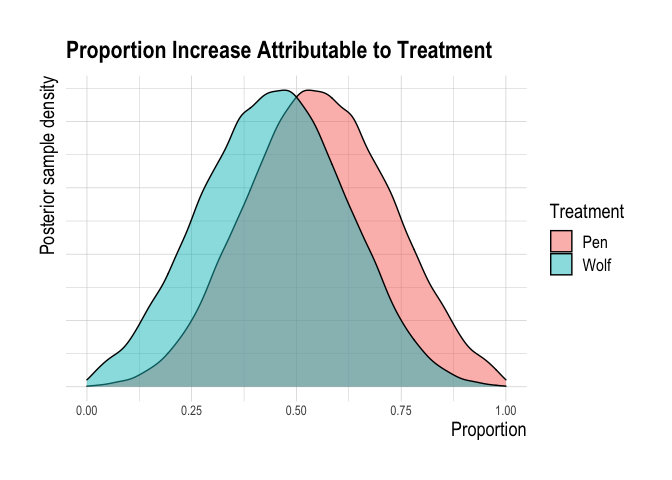 Proportion Increase Attributable to Treatment
Posterior sample density
Treatment
Pen
Wolf
0.00 0.25 0.50 0.75 1.00
Proportion